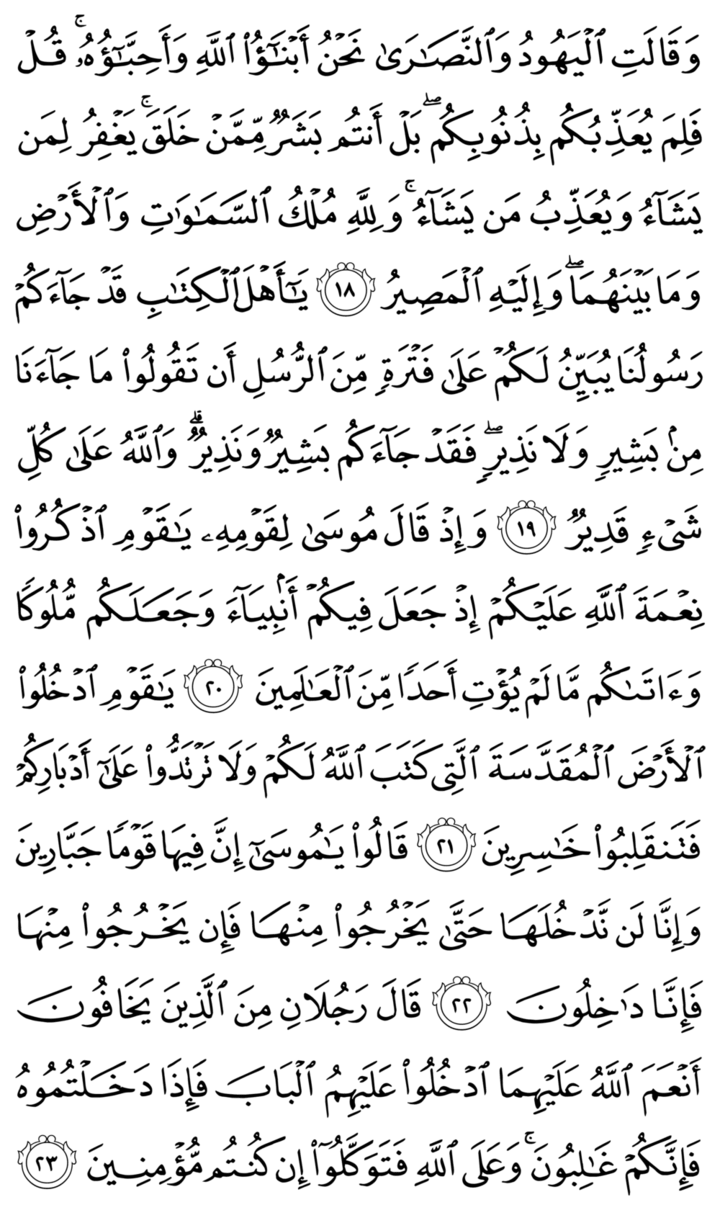 وَقَالَتِ ٱلۡيَهُودُ وَٱلنَّصَٰرَىٰ نَحۡنُ أَبۡنَٰٓؤُاْ ٱللَّهِ وَأَحِبَّٰٓؤُهُۥۚ قُلۡ
فَلِمَ يُعَذِّبُكُم بِذُنُوبِكُمۖ بَلۡ أَنتُم بَشَرٞ مِّمَّنۡ خَلَقَۚ يَغۡفِرُ لِمَن
يَشَآءُ وَيُعَذِّبُ مَن يَشَآءُۚ وَلِلَّهِ مُلۡكُ ٱلسَّمَٰوَٰتِ وَٱلۡأَرۡضِ
وَمَا بَيۡنَهُمَاۖ وَإِلَيۡهِ ٱلۡمَصِيرُ ١٨ يَٰٓأَهۡلَ ٱلۡكِتَٰبِ قَدۡ جَآءَكُمۡ
رَسُولُنَا يُبَيِّنُ لَكُمۡ عَلَىٰ فَتۡرَةٖ مِّنَ ٱلرُّسُلِ أَن تَقُولُواْ مَا جَآءَنَا
مِنۢ بَشِيرٖ وَلَا نَذِيرٖۖ فَقَدۡ جَآءَكُم بَشِيرٞ وَنَذِيرٞۗ وَٱللَّهُ عَلَىٰ كُلِّ
شَيۡءٖ قَدِيرٞ ١٩ وَإِذۡ قَالَ مُوسَىٰ لِقَوۡمِهِۦ يَٰقَوۡمِ ٱذۡكُرُواْ
نِعۡمَةَ ٱللَّهِ عَلَيۡكُمۡ إِذۡ جَعَلَ فِيكُمۡ أَنۢبِيَآءَ وَجَعَلَكُم مُّلُوكٗا
وَءَاتَىٰكُم مَّا لَمۡ يُؤۡتِ أَحَدٗا مِّنَ ٱلۡعَٰلَمِينَ ٢٠ يَٰقَوۡمِ ٱدۡخُلُواْ
ٱلۡأَرۡضَ ٱلۡمُقَدَّسَةَ ٱلَّتِي كَتَبَ ٱللَّهُ لَكُمۡ وَلَا تَرۡتَدُّواْ عَلَىٰٓ أَدۡبَارِكُمۡ
فَتَنقَلِبُواْ خَٰسِرِينَ ٢١ قَالُواْ يَٰمُوسَىٰٓ إِنَّ فِيهَا قَوۡمٗا جَبَّارِينَ
وَإِنَّا لَن نَّدۡخُلَهَا حَتَّىٰ يَخۡرُجُواْ مِنۡهَا فَإِن يَخۡرُجُواْ مِنۡهَا
فَإِنَّا دَٰخِلُونَ ٢٢ قَالَ رَجُلَانِ مِنَ ٱلَّذِينَ يَخَافُونَ
أَنۡعَمَ ٱللَّهُ عَلَيۡهِمَا ٱدۡخُلُواْ عَلَيۡهِمُ ٱلۡبَابَ فَإِذَا دَخَلۡتُمُوهُ
فَإِنَّكُمۡ غَٰلِبُونَۚ وَعَلَى ٱللَّهِ فَتَوَكَّلُوٓاْ إِن كُنتُم مُّؤۡمِنِينَ ٢٣